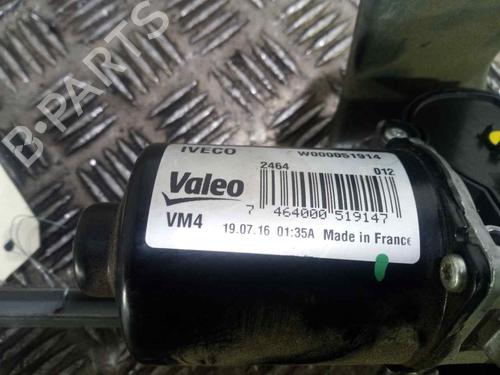 B-PARTS
IVECO W000051914
2464 012
Valeo
7 464000 519147
VM4 19.07.16 01:35A Made in France